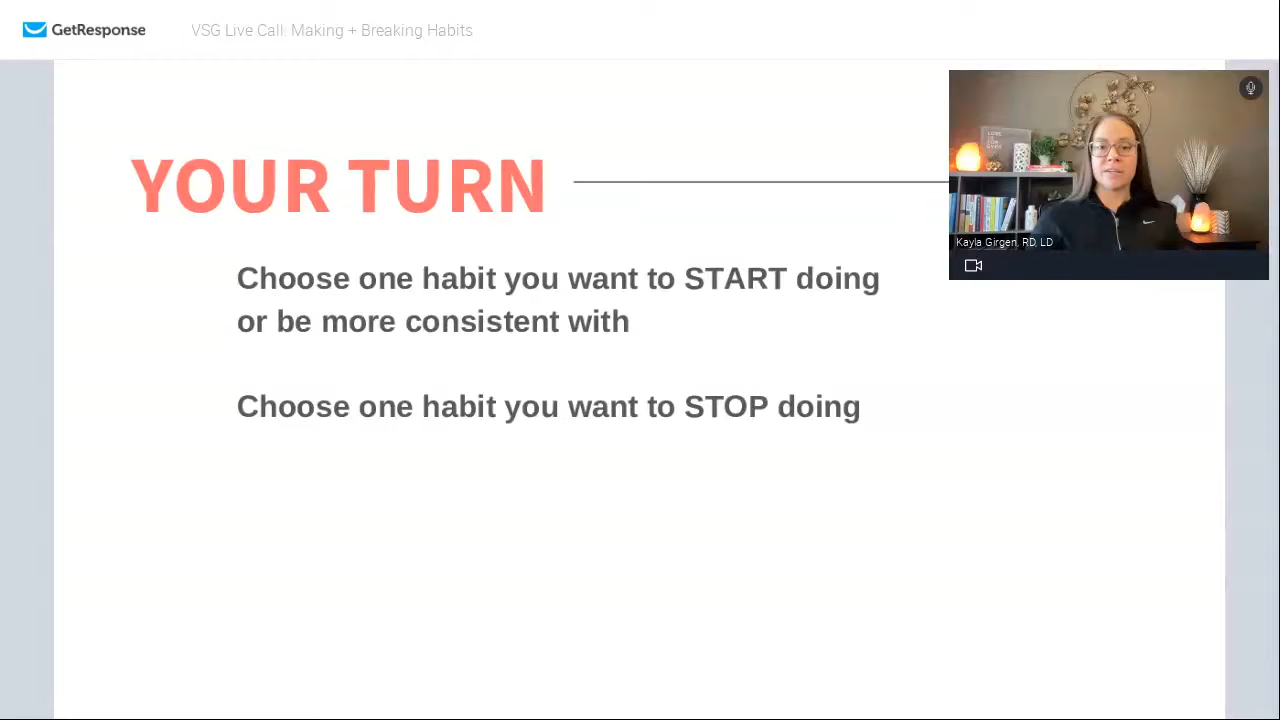 GetResponse
VSG Live Call: Making + Breaking Habits
YOUR TURN
Choose one habit you want to START doing
or be more consistent with
Choose one habit you want to STOP doing
Kayla Girgen, RD, LD